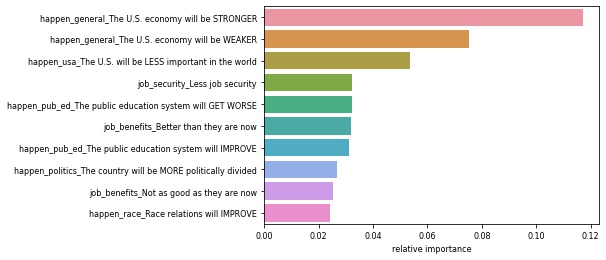 happen_general_The U.S. economy will be STRONGER
happen_general_The U.S. economy will be WEAKER
happen_usa_The U.S. will be LESS important in the world
job_security_Less job security
happen_pub_ed_The public education system will GET WORSE
job_benefits_Better than they are now
happen_pub_ed_The public education system will IMPROVE
happen_politics_The country will be MORE politically divided
job_benefits_Not as good as they are now
happen_race_Race relations will IMPROVE
0.00 0.02 0.04 0.06 0.08 0.10 0.12
relative importance